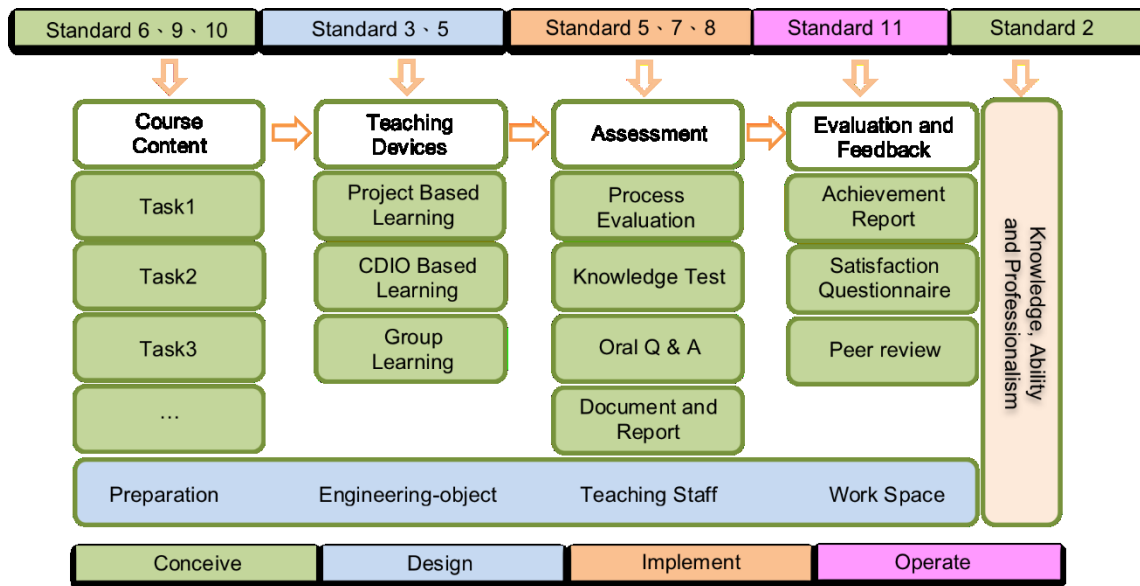 Standard 6、9、10
Standard 3、5
Standard 5、7、8
Standard 11
Standard 2
Course
Content
Teaching
Devices
Assessment
Evaluation and
Feedback
Task1
Project Based
Learning
Process
Evaluation
Achievement
Report
Task2
CDIO Based
Learning
Knowledge Test
Satisfaction
Questionnaire
Task3
Group
Learning
Oral Q & A
Peer review
…
Document and
Report
Knowledge, Ability
and Professionalism
Preparation
Engineering-object
Teaching Staff
Work Space
Conceive
Design
Implement
Operate